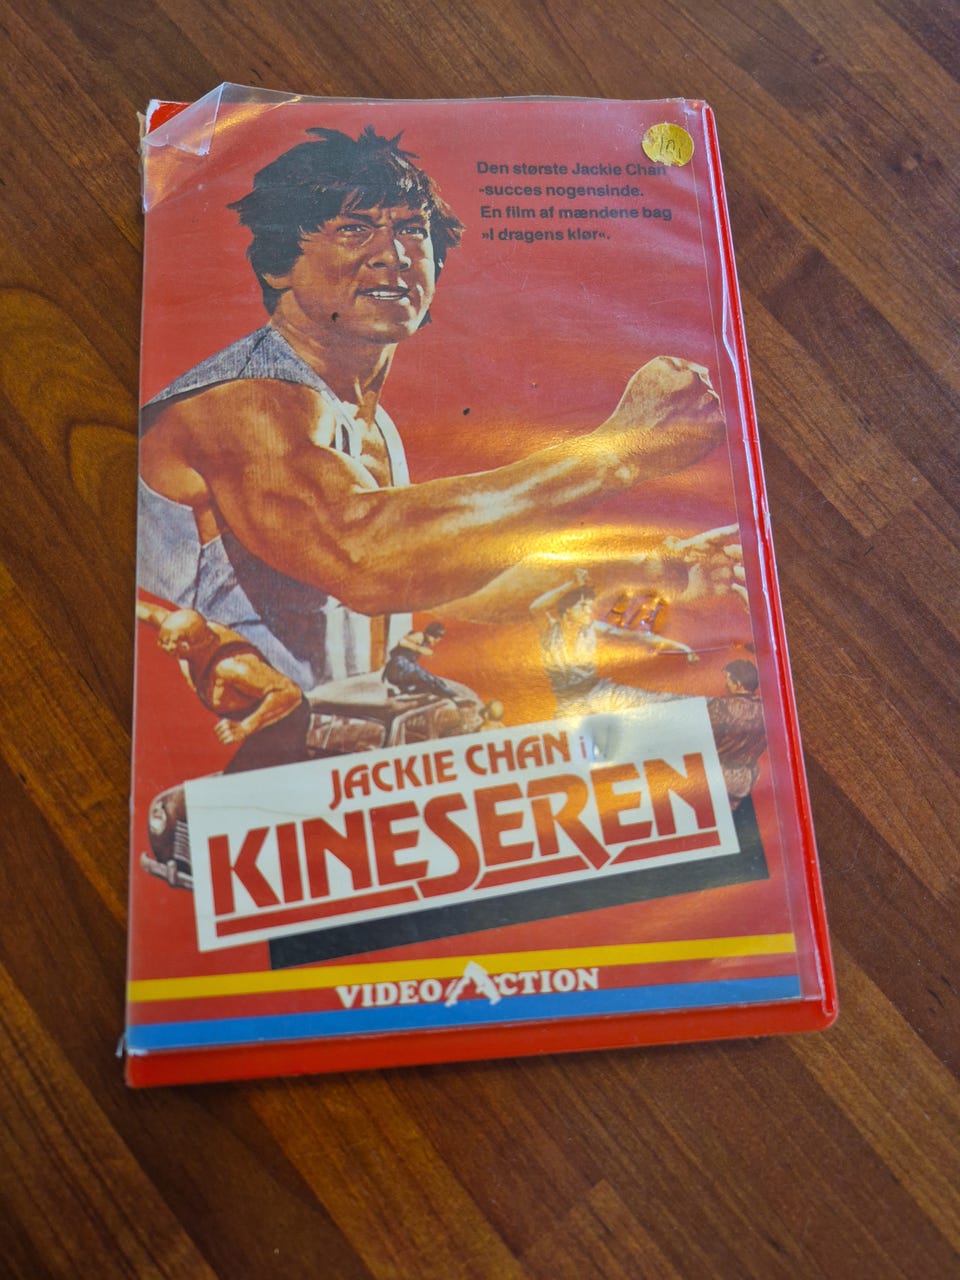 Den største Jackie Chan
-succes nogensinde.
En film af mændene bag
»I dragens klør«.
JACKIE CHAN i
KINESEREN
VIDEO ACTION